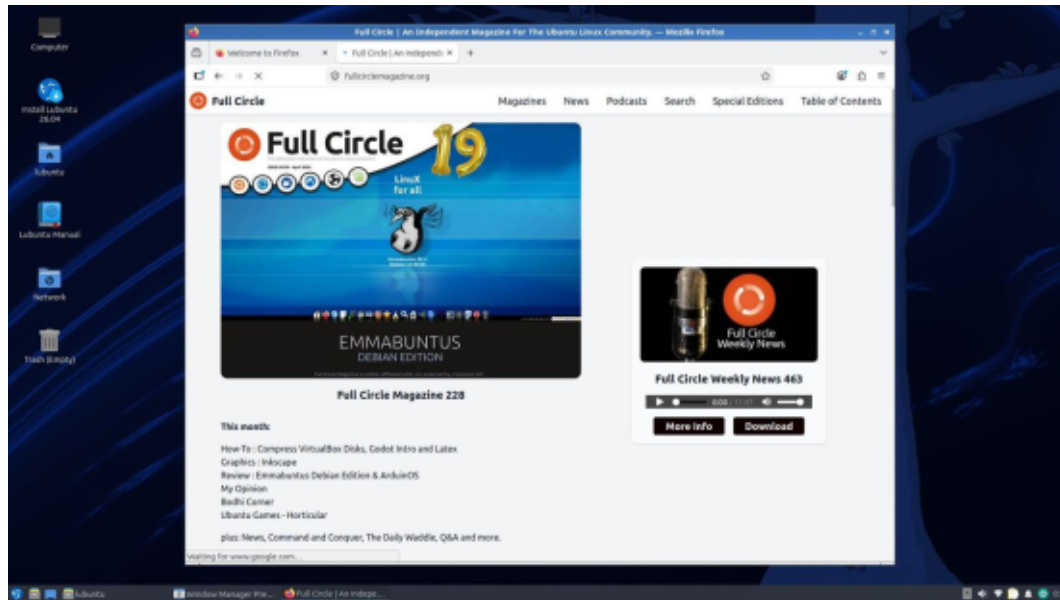 Full Circle | An Independent Magazine For The Ubuntu Linux Community. — Mozilla Firefox
Computer
Welcome to Firefox
Full Circle | An Independe
fullcirclemagazine.org
Install Lubuntu
26.04
Full Circle
Magazines News Podcasts Search Special Editions Table of Contents
Full Circle 19
LinuX
for all
lubuntu
Lubuntu Manual
Network
Trash (Empty)
EMMABUNTUS
DEBIAN EDITION
Full Circle
Weekly News
Full Circle Magazine 228
Full Circle Weekly News 463
0:00 / 11:47
More Info Download
This month:
How-To : Compress VirtualBox Disks, Godot Intro and Latex
Graphics : Inkscape
Review : Emmabuntus Debian Edition & ArduinOS
My Opinion
Bodhi Corner
Ubuntu Games - Horticular
plus: News, Command and Conquer, The Daily Waddle, Q&A and more.
Waiting for www.google.com...
lubuntu
Window Manager Pre...
Full Circle | An Indepe...